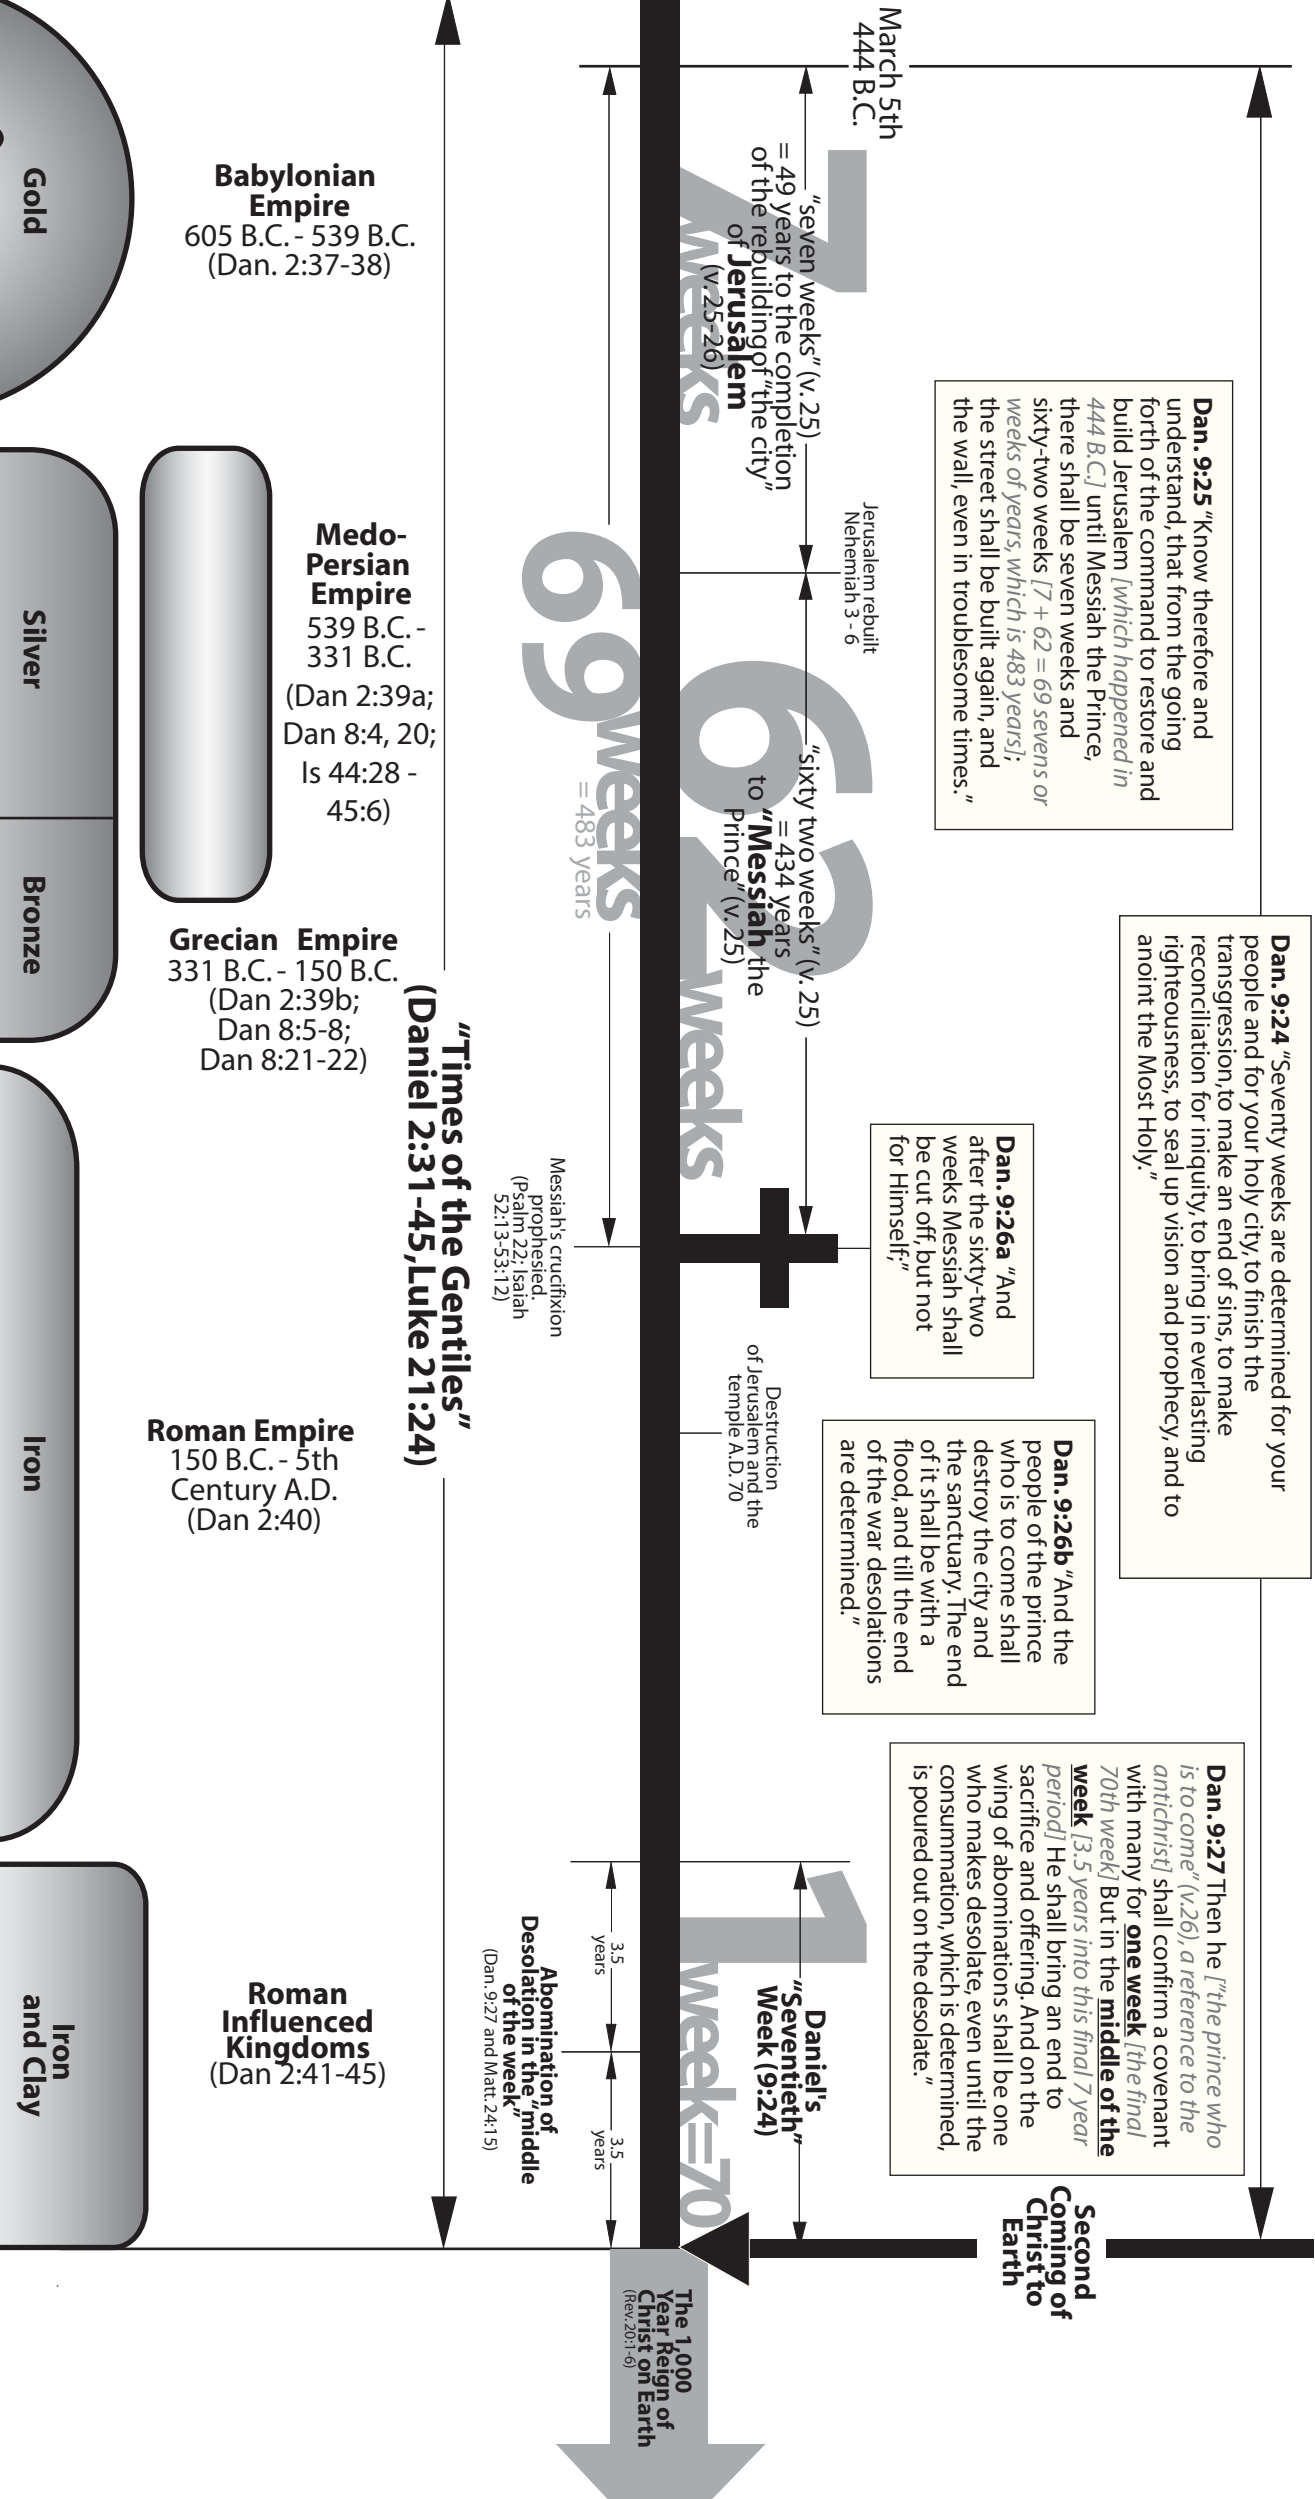 March 5th
444 B.C.
Dan. 9:24 “Seventy weeks are determined for your
people and for your holy city, to finish the
transgression, to make an end of sins, to make
reconciliation for iniquity, to bring in everlasting
righteousness, to seal up vision and prophecy, and to
anoint the Most Holy.”
Dan. 9:25 “Know therefore and
understand, that from the going
forth of the command to restore and
build Jerusalem [which happened in
444 B.C.] until Messiah the Prince,
there shall be seven weeks and
sixty-two weeks [7 + 62 = 69 sevens or
weeks of years, which is 483 years];
the street shall be built again, and
the wall, even in troublesome times.”
Dan. 9:26a “And
after the sixty-two
weeks Messiah shall
be cut off, but not
for Himself;”
Dan. 9:26b “And the
people of the prince
who is to come shall
destroy the city and
the sanctuary. The end
of it shall be with a
flood, and till the end
of the war desolations
are determined.”
Dan. 9:27 Then he [“the prince who
is to come” (v.26), a reference to the
antichrist] shall confirm a covenant
with many for one week [the final
70th week] But in the middle of the
week [3.5 years into this final 7 year
period] He shall bring an end to
sacrifice and offering. And on the
wing of abominations shall be one
who makes desolate, even until the
consummation, which is determined,
is poured out on the desolate.”
Second
Coming of
Christ to
Earth
7
weeks
“seven weeks” (v. 25)
= 49 years to the completion
of the rebuilding of “the city”
of Jerusalem
(v. 25-26)
Jerusalem rebuilt
Nehemiah 3 - 6
62
weeks
“sixty two weeks” (v. 25)
= 434 years
to “Messiah the
Prince” (v. 25)
Destruction
of Jerusalem and the
temple A.D. 70
1
week=70
Daniel's
“Seventieth”
Week (9:24)
69
weeks
= 483 years
Messiah's crucifixion
prophesied.
(Psalm 22; Isaiah
52:13-53:12)
3.5
years
3.5
years
Abomination of
Desolation in the “middle
of the week”
(Dan. 9:27 and Matt. 24:15)
The 1,000
Year Reign of
Christ on Earth
(Rev. 20:1-6)
“Times of the Gentiles”
(Daniel 2:31-45, Luke 21:24)
Babylonian
Empire
605 B.C. - 539 B.C.
(Dan. 2:37-38)
Medo-
Persian
Empire
539 B.C. -
331 B.C.
(Dan 2:39a;
Dan 8:4, 20;
Is 44:28 -
45:6)
Grecian Empire
331 B.C. - 150 B.C.
(Dan 2:39b;
Dan 8:5-8;
Dan 8:21-22)
Roman Empire
150 B.C. - 5th
Century A.D.
(Dan 2:40)
Roman
Influenced
Kingdoms
(Dan 2:41-45)
Gold
Silver
Bronze
Iron
Iron
and Clay